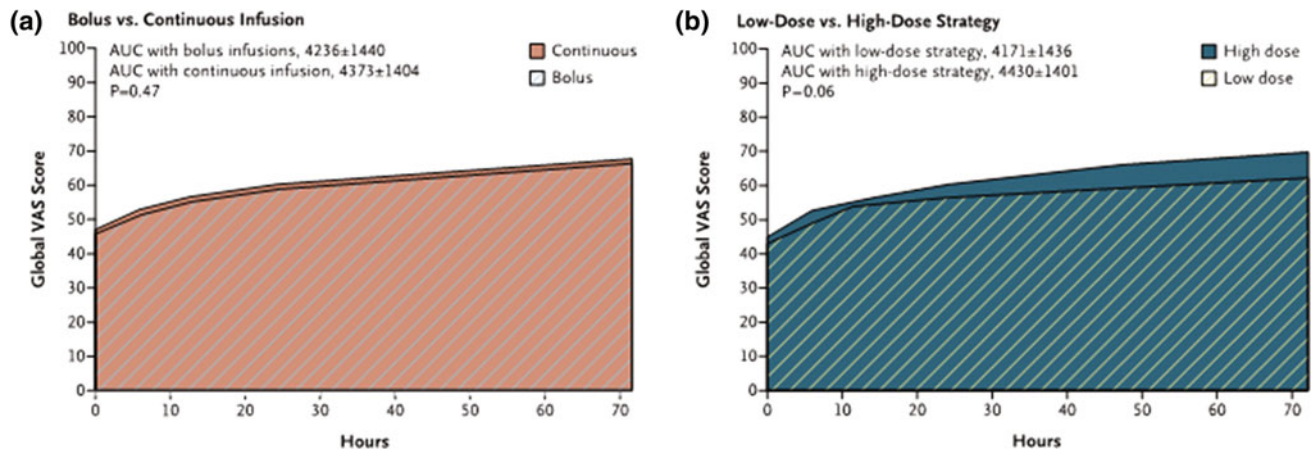 (a)
Bolus vs. Continuous Infusion
AUC with bolus infusions, 4236±1440
AUC with continuous infusion, 4373±1404
P=0.47
Continuous
Bolus
Global VAS Score
100
90
80
70
60
50
40
30
20
10
0
0 10 20 30 40 50 60 70
Hours
(b)
Low-Dose vs. High-Dose Strategy
AUC with low-dose strategy, 4171±1436
AUC with high-dose strategy, 4430±1401
P−0.06
High dose
Low dose
Global VAS Score
100
90
80
70
60
50
40
30
20
10
0
0 10 20 30 40 50 60 70
Hours